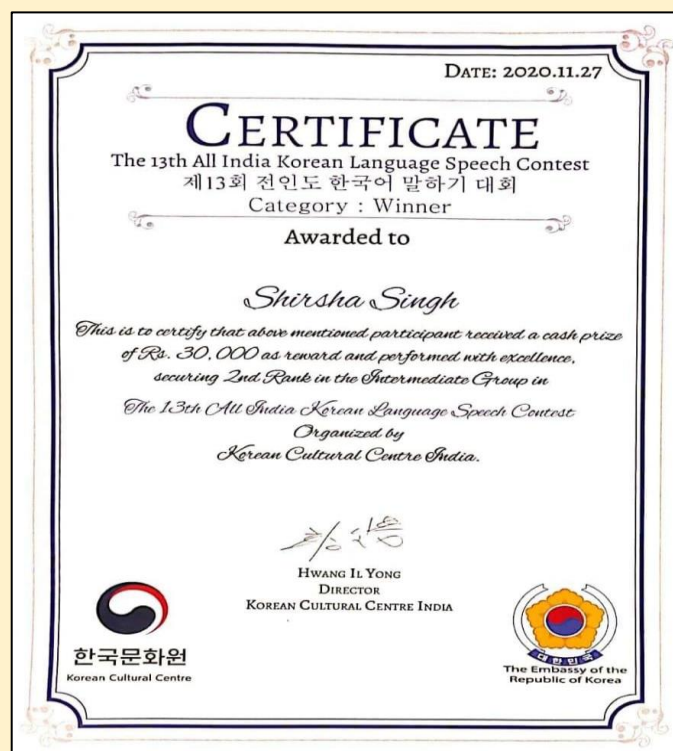 DATE: 2020.11.27
CERTIFICATE
The 13th All India Korean Language Speech Contest
제13회 전인도 한국어 말하기 대회
Category : Winner
Awarded to
Shirsha Singh
This is to certify that above mentioned participant received a cash prize
of Rs. 30,000 as reward and performed with excellence,
securing 2nd Rank in the Intermediate Group in
The 13th All India Korean Language Speech Contest
Organized by
Korean Cultural Centre India.
HWANG IL YONG
DIRECTOR
KOREAN CULTURAL CENTRE INDIA
한국문화원
Korean Cultural Centre
대한민국
The Embassy of the
Republic of Korea